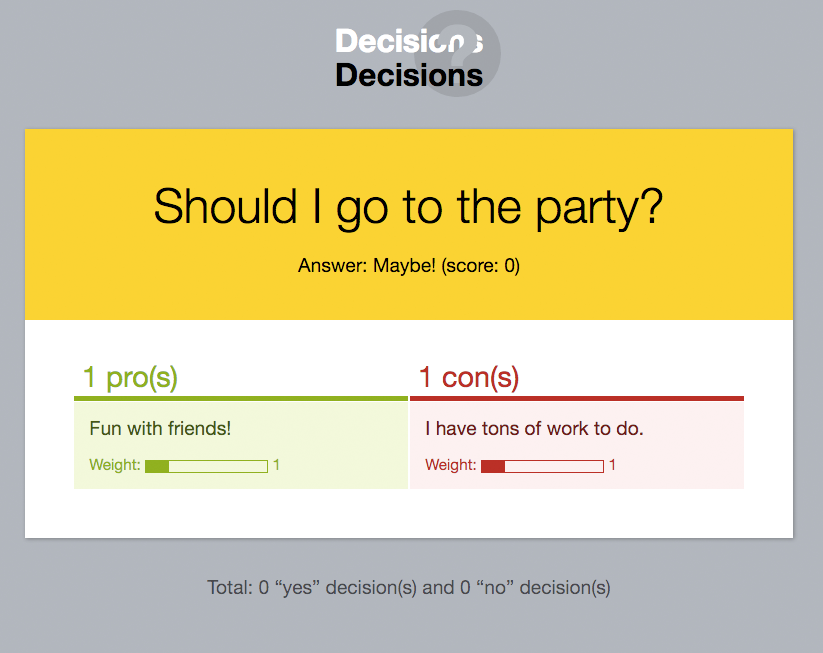 Decisions
Decisions
?
Should I go to the party?
Answer: Maybe! (score: 0)
1 pro(s)
1 con(s)
Fun with friends!
I have tons of work to do.
Weight: 1
Weight: 1
Total: 0 “yes” decision(s) and 0 “no” decision(s)